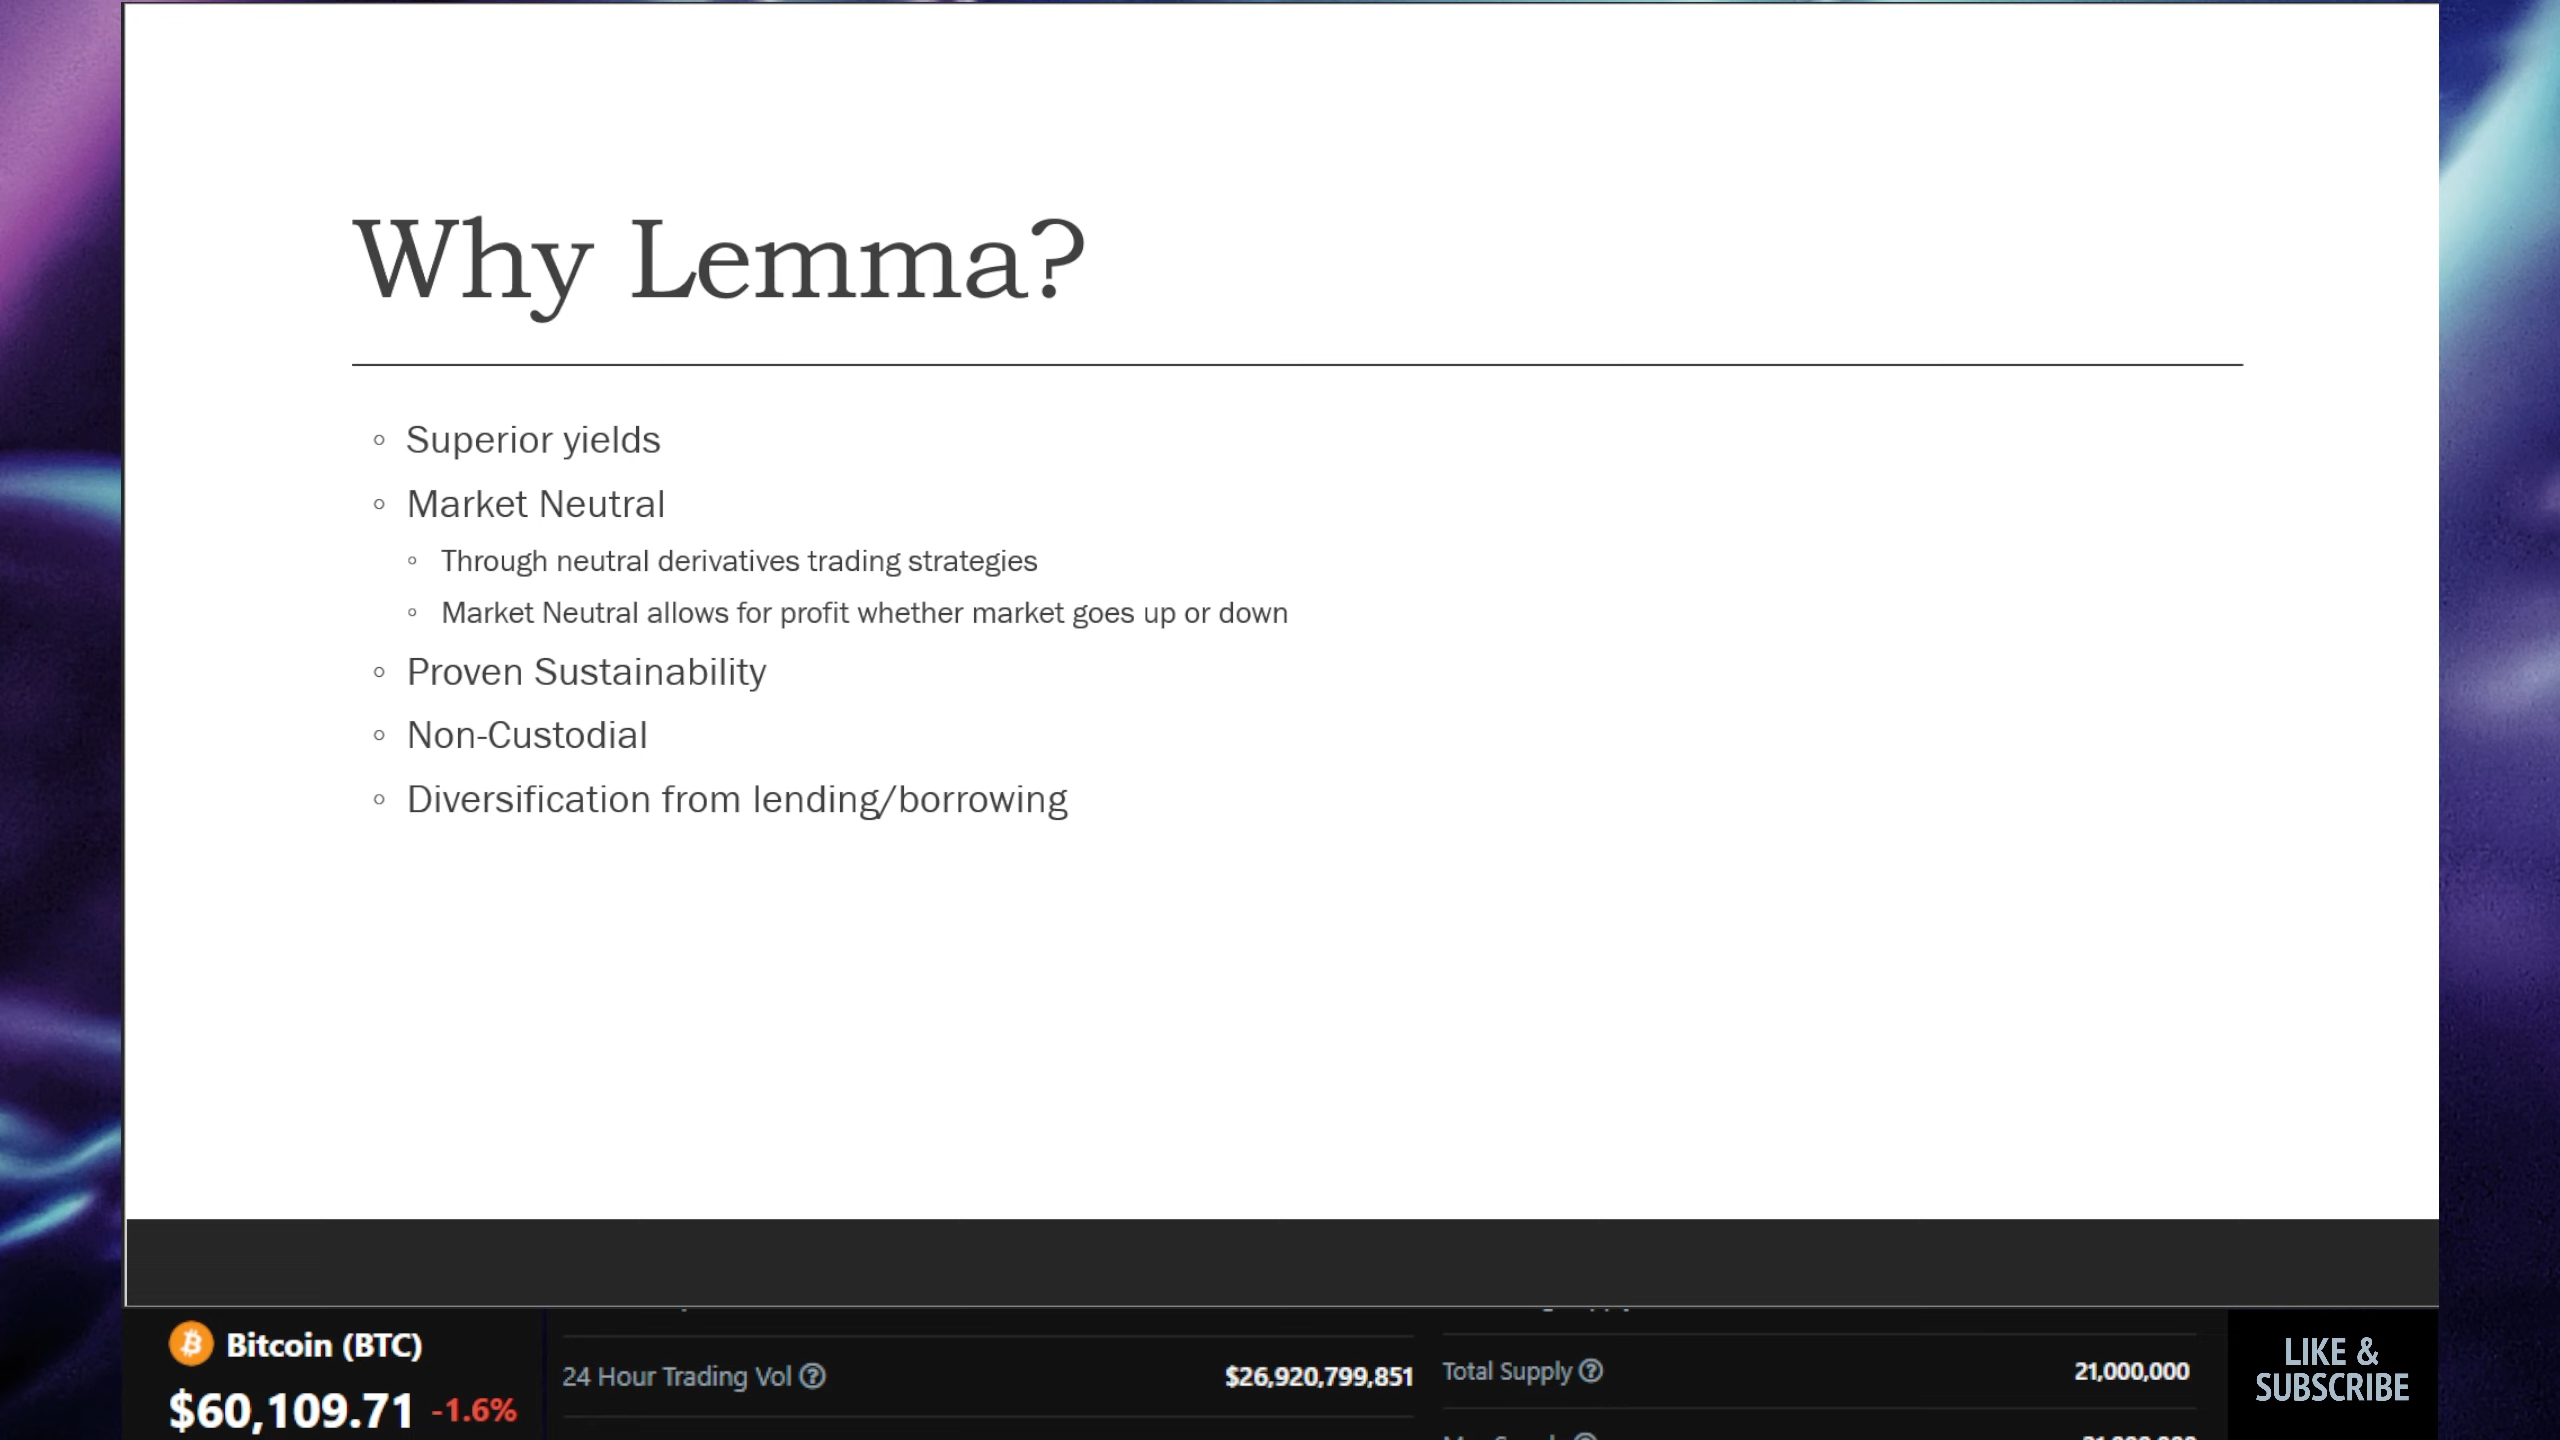 Why Lemma?
◦ Superior yields
◦ Market Neutral
◦ Through neutral derivatives trading strategies
◦ Market Neutral allows for profit whether market goes up or down
◦ Proven Sustainability
◦ Non-Custodial
◦ Diversification from lending/borrowing
Bitcoin (BTC)
$60,109.71 -1.6%
24 Hour Trading Vol $26,920,799,851
Total Supply 21,000,000
LIKE &
SUBSCRIBE